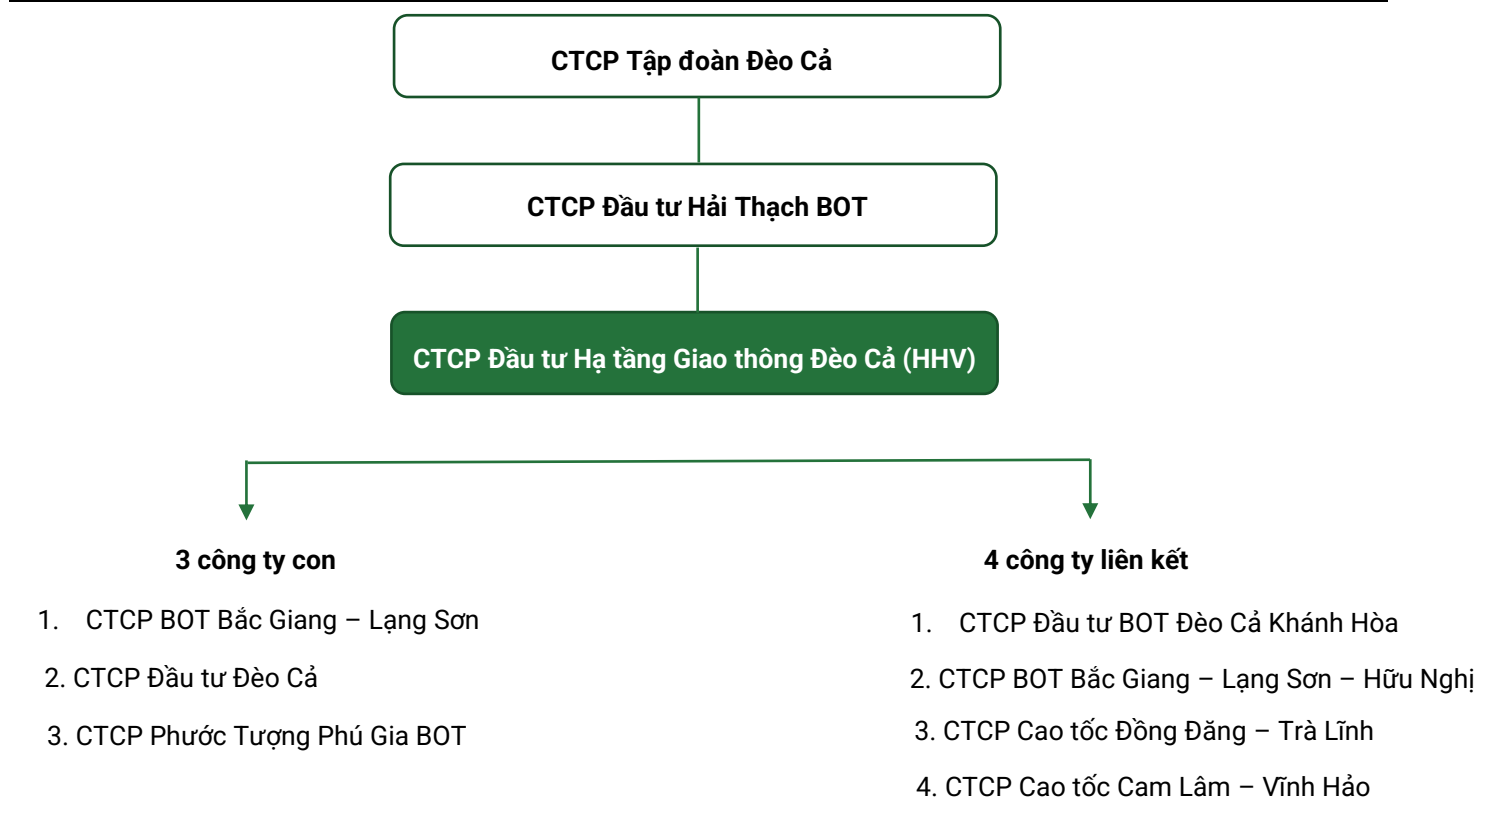 CTCP Tập đoàn Đèo Cả
CTCP Đầu tư Hải Thạch BOT
CTCP Đầu tư Hạ tầng Giao thông Đèo Cả (HHV)
3 công ty con
1. CTCP BOT Bắc Giang – Lạng Sơn
2. CTCP Đầu tư Đèo Cả
3. CTCP Phước Tượng Phú Gia BOT
4 công ty liên kết
1. CTCP Đầu tư BOT Đèo Cả Khánh Hòa
2. CTCP BOT Bắc Giang – Lạng Sơn – Hữu Nghị
3. CTCP Cao tốc Đồng Đăng – Trà Lĩnh
4. CTCP Cao tốc Cam Lâm – Vĩnh Hảo